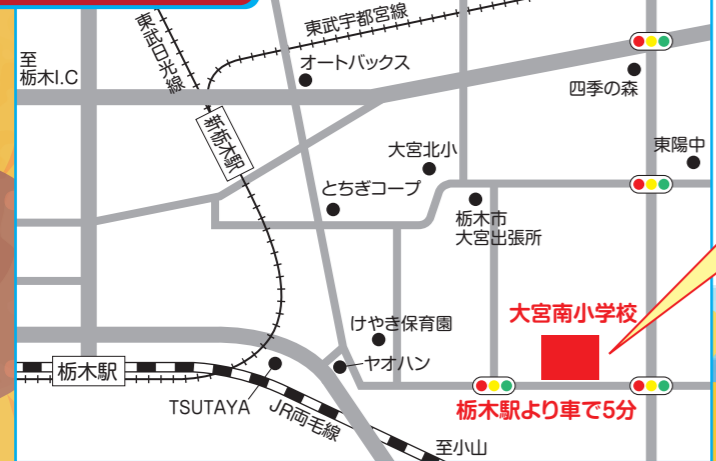 東武宇都宮線
東武日光線
至
栃木I.C
オートバックス
四季の森
新栃木駅
大宮北小
東陽中
とちぎコープ
栃木市
大宮出張所
大宮南小学校
けやき保育園
ヤオハン
栃木駅
TSUTAYA
JR両毛線
栃木駅より車で5分
至小山